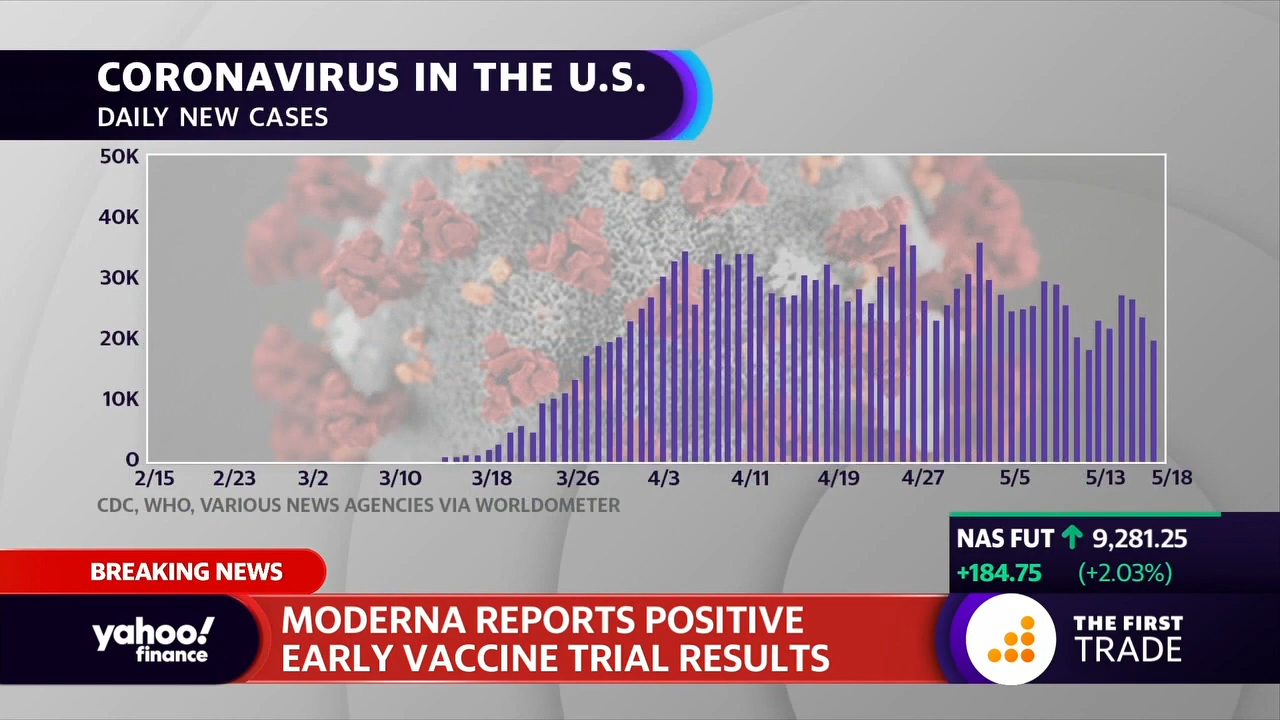 CORONAVIRUS IN THE U.S.
DAILY NEW CASES
50K
40K
30K
20K
10K
0
2/15 2/23 3/2 3/10 3/18 3/26 4/3 4/11 4/19 4/27 5/5 5/13 5/18
CDC, WHO, VARIOUS NEWS AGENCIES VIA WORLDOMETER
NAS FUT 9,281.25
+184.75 (+2.03%)
BREAKING NEWS
yahoo!
finance
MODERNA REPORTS POSITIVE
EARLY VACCINE TRIAL RESULTS
THE FIRST
TRADE